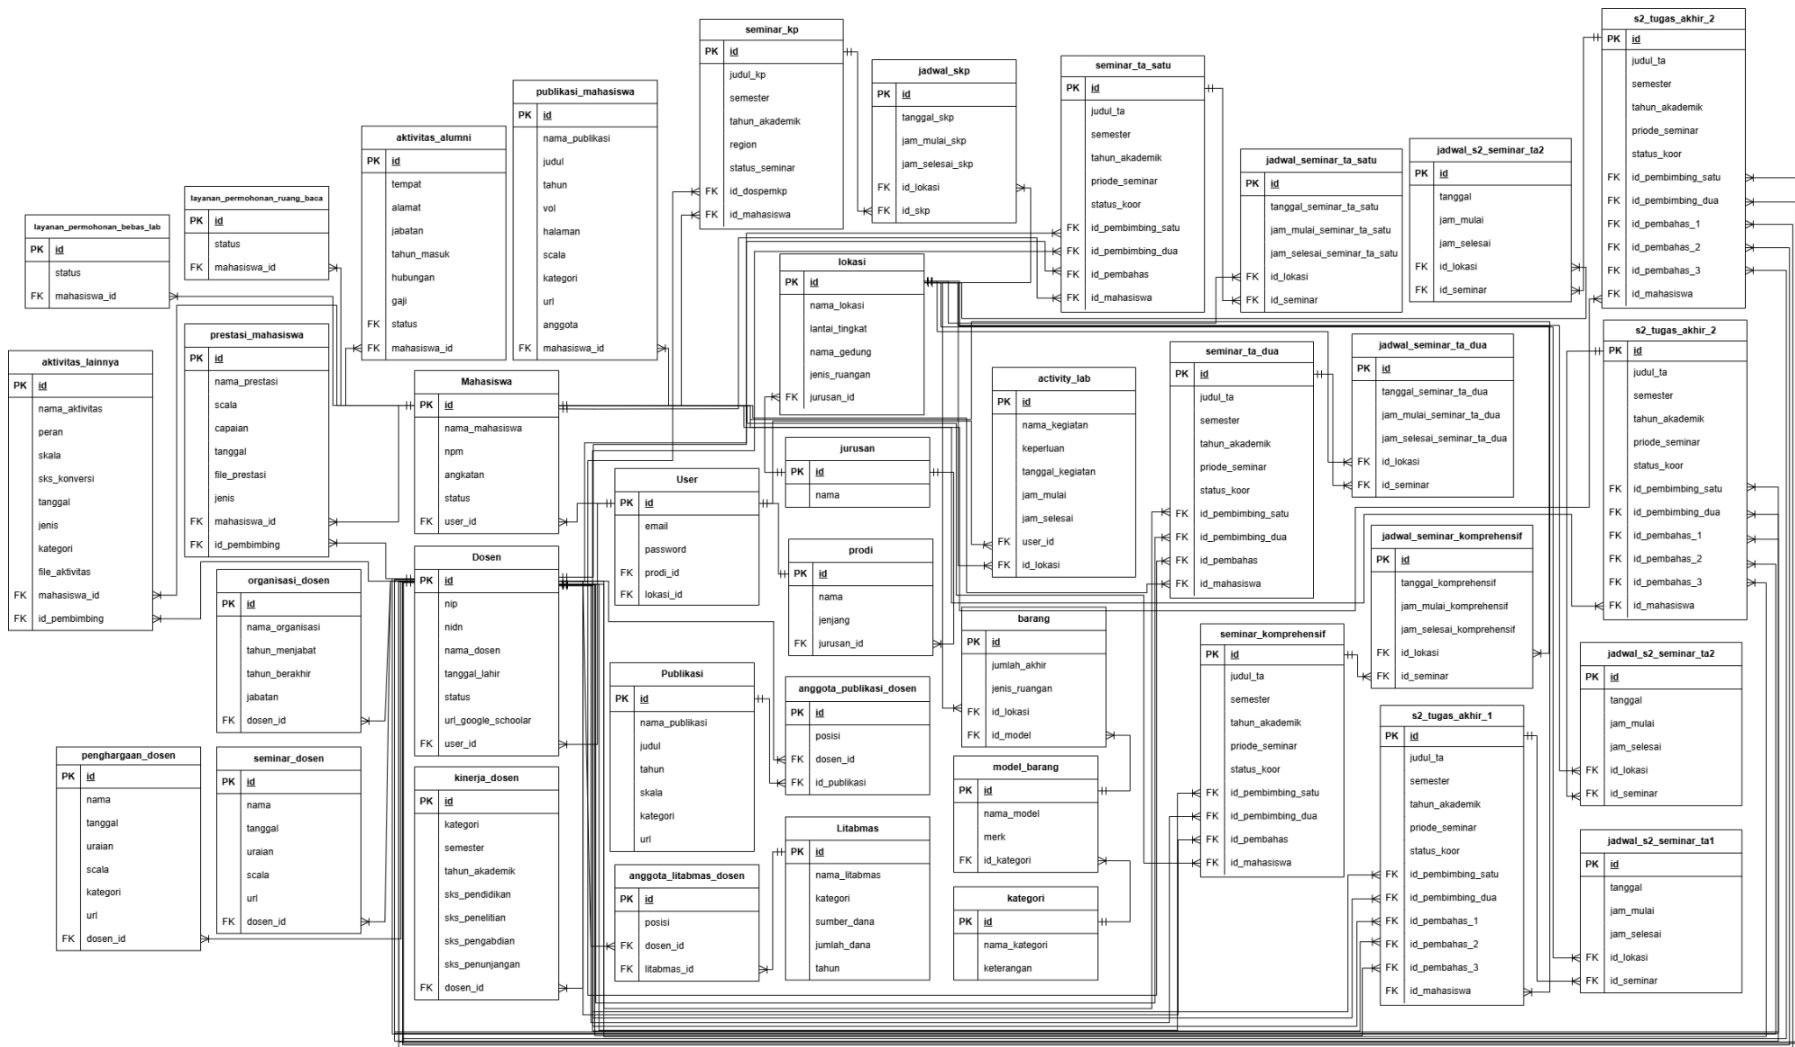 seminar_kp
PK id
judul_kp
semester
tahun_akademik
region
status_seminar
FK id_dospemkp
FK id_mahasiswa
jadwal_skp
PK id
tanggal_skp
jam_mulai_skp
jam_selesai_skp
FK id_lokasi
FK id_skp
seminar_ta_satu
PK id
judul_ta
semester
tahun_akademik
priode_seminar
status_koor
FK id_pembimbing_satu
FK id_pembimbing_dua
FK id_pembahas
FK id_mahasiswa
jadwal_seminar_ta_satu
PK id
tanggal_seminar_ta_satu
jam_mulai_seminar_ta_satu
jam_selesai_seminar_ta_satu
FK id_lokasi
FK id_seminar
jadwal_s2_seminar_ta2
PK id
tanggal
jam_mulai
jam_selesai
FK id_lokasi
FK id_seminar
s2_tugas_akhir_2
PK id
judul_ta
semester
tahun_akademik
priode_seminar
status_koor
FK id_pembimbing_satu
FK id_pembimbing_dua
FK id_pembahas_1
FK id_pembahas_2
FK id_pembahas_3
FK id_mahasiswa
publikasi_mahasiswa
PK id
nama_publikasi
judul
tahun
vol
halaman
scala
kategori
url
anggota
FK mahasiswa_id
aktivitas_alumni
PK id
tempat
alamat
jabatan
tahun_masuk
hubungan
gaji
FK status
FK mahasiswa_id
layanan_permohonan_ruang_baca
PK id
status
FK mahasiswa_id
layanan_permohonan_bebas_lab
PK id
status
FK mahasiswa_id
prestasi_mahasiswa
PK id
nama_prestasi
scala
capaian
tanggal
file_prestasi
jenis
FK mahasiswa_id
FK id_pembimbing
aktivitas_lainnya
PK id
nama_aktivitas
peran
skala
sks_konversi
tanggal
jenis
kategori
file_aktivitas
FK mahasiswa_id
FK id_pembimbing
Mahasiswa
PK id
nama_mahasiswa
npm
angkatan
status
FK user_id
lokasi
PK id
nama_lokasi
lantai_tingkat
nama_gedung
jenis_ruangan
FK jurusan_id
jurusan
PK id
nama
User
PK id
email
password
FK prodi_id
FK lokasi_id
prodi
PK id
nama
jenjang
FK jurusan_id
activity_lab
PK id
nama_kegiatan
keperluan
tanggal_kegiatan
jam_mulai
jam_selesai
FK user_id
FK id_lokasi
seminar_ta_dua
PK id
judul_ta
semester
tahun_akademik
priode_seminar
status_koor
FK id_pembimbing_satu
FK id_pembimbing_dua
FK id_pembahas
FK id_mahasiswa
jadwal_seminar_ta_dua
PK id
tanggal_seminar_ta_dua
jam_mulai_seminar_ta_dua
jam_selesai_seminar_ta_dua
FK id_lokasi
FK id_seminar
s2_tugas_akhir_2
PK id
judul_ta
semester
tahun_akademik
priode_seminar
status_koor
FK id_pembimbing_satu
FK id_pembimbing_dua
FK id_pembahas_1
FK id_pembahas_2
FK id_pembahas_3
FK id_mahasiswa
jadwal_seminar_komprehensif
PK id
tanggal_komprehensif
jam_mulai_komprehensif
jam_selesai_komprehensif
FK id_lokasi
FK id_seminar
Dosen
PK id
nip
nidn
nama_dosen
tanggal_lahir
status
url_google_schoolar
FK user_id
organisasi_dosen
PK id
nama_organisasi
tahun_menjabat
tahun_berakhir
jabatan
FK dosen_id
penghargaan_dosen
PK id
nama
tanggal
uraian
scala
kategori
url
FK dosen_id
seminar_dosen
PK id
nama
tanggal
uraian
scala
url
FK dosen_id
kinerja_dosen
PK id
kategori
semester
tahun_akademik
sks_pendidikan
sks_penelitian
sks_pengabdian
sks_penunjangan
FK dosen_id
Publikasi
PK id
nama_publikasi
judul
tahun
skala
kategori
url
anggota_publikasi_dosen
PK id
posisi
FK dosen_id
FK id_publikasi
anggota_litabmas_dosen
PK id
posisi
FK dosen_id
FK litabmas_id
Litabmas
PK id
nama_litabmas
kategori
sumber_dana
jumlah_dana
tahun
barang
PK id
jumlah_akhir
jenis_ruangan
FK id_lokasi
FK id_model
model_barang
PK id
nama_model
merk
FK id_kategori
kategori
PK id
nama_kategori
keterangan
seminar_komprehensif
PK id
judul_ta
semester
tahun_akademik
priode_seminar
status_koor
FK id_pembimbing_satu
FK id_pembimbing_dua
FK id_pembahas
FK id_mahasiswa
s2_tugas_akhir_1
PK id
judul_ta
semester
tahun_akademik
priode_seminar
status_koor
FK id_pembimbing_satu
FK id_pembimbing_dua
FK id_pembahas_1
FK id_pembahas_2
FK id_pembahas_3
FK id_mahasiswa
jadwal_s2_seminar_ta2
PK id
tanggal
jam_mulai
jam_selesai
FK id_lokasi
FK id_seminar
jadwal_s2_seminar_ta1
PK id
tanggal
jam_mulai
jam_selesai
FK id_lokasi
FK id_seminar